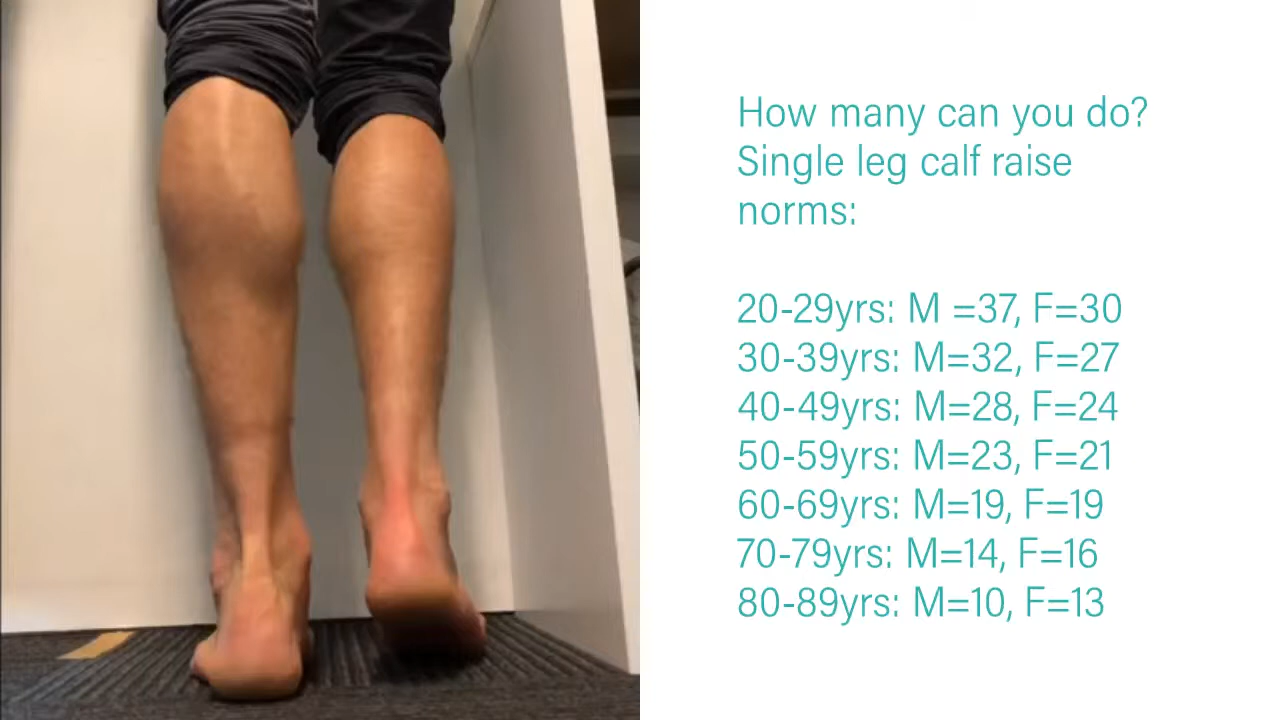 How many can you do?
Single leg calf raise
norms:
20-29yrs: M =37, F=30
30-39yrs: M=32, F=27
40-49yrs: M=28, F=24
50-59yrs: M=23, F=21
60-69yrs: M=19, F=19
70-79yrs: M=14, F=16
80-89yrs: M=10, F=13